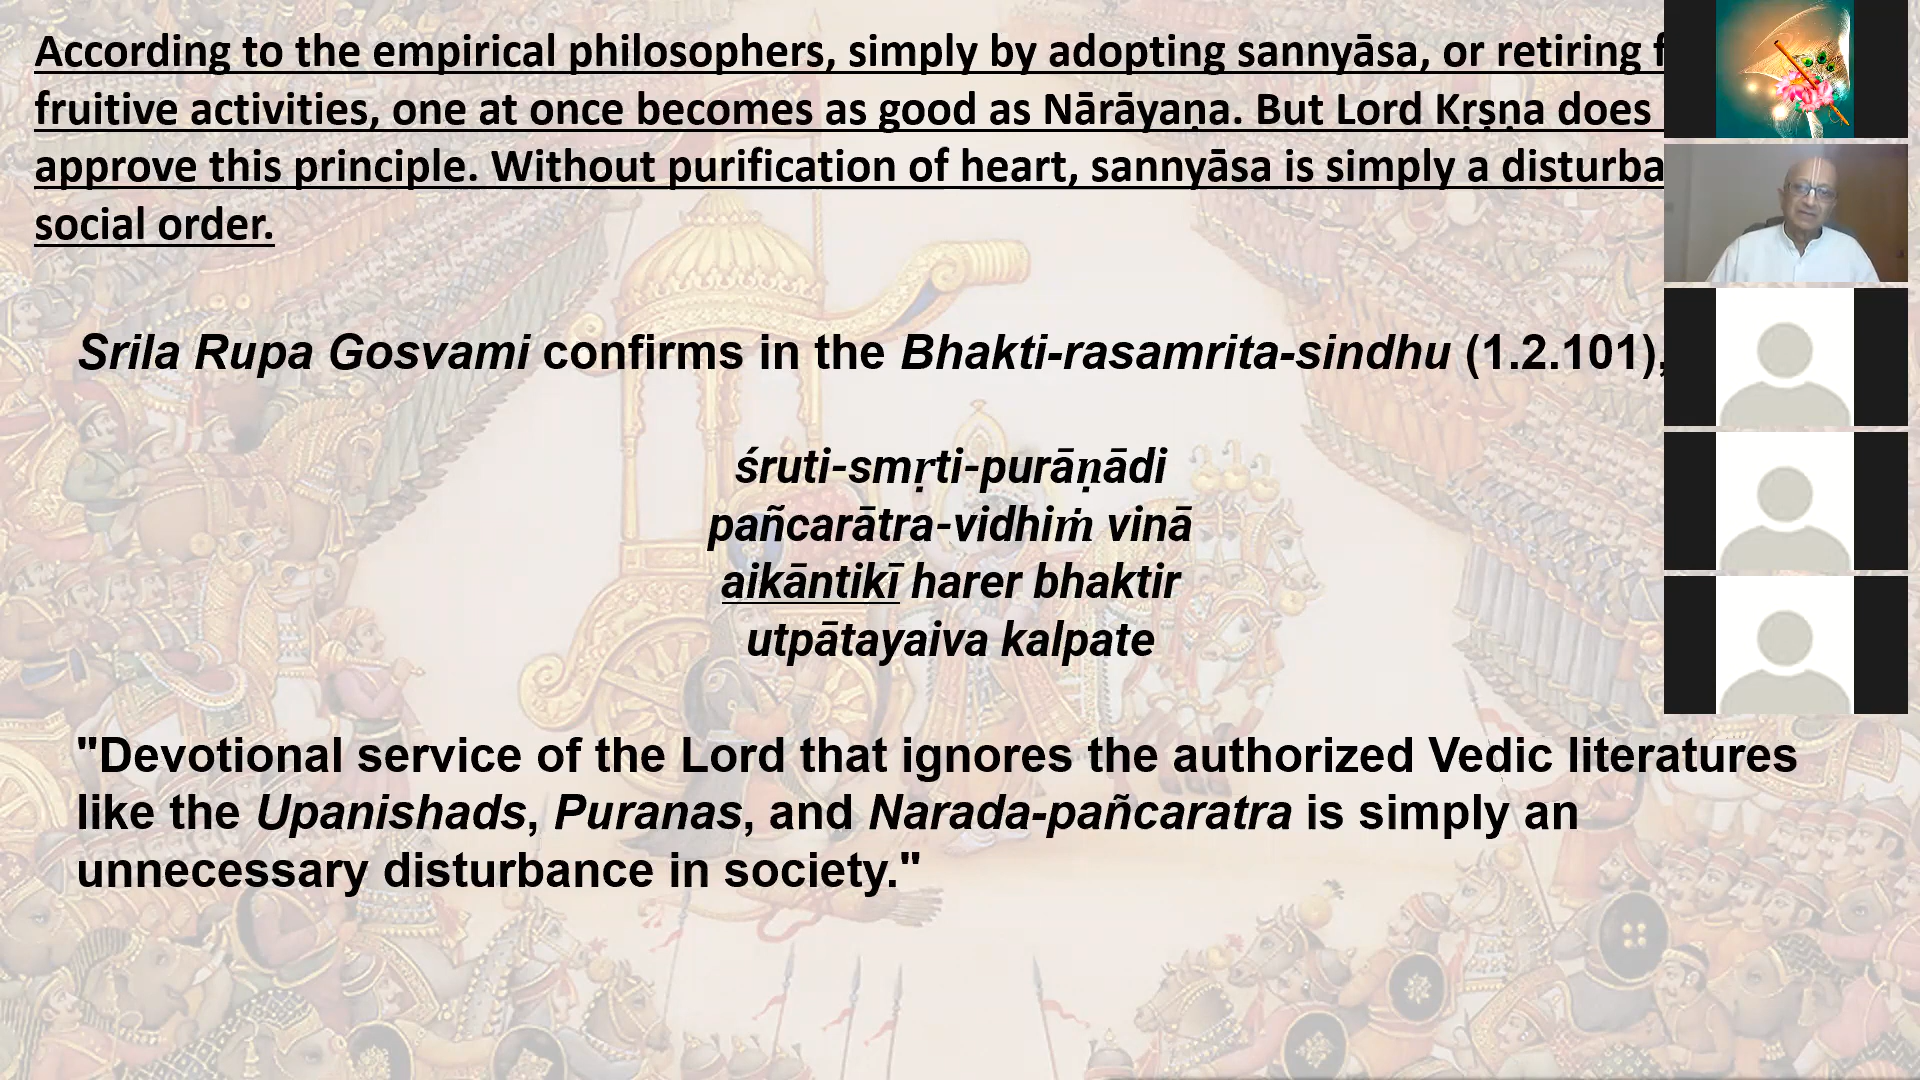 According to the empirical philosophers, simply by adopting sannyāsa, or retiring
fruitive activities, one at once becomes as good as Nārāyaṇa. But Lord Kṛṣṇa does
approve this principle. Without purification of heart, sannyāsa is simply a
social order.
Srila Rupa Gosvami confirms in the Bhakti-rasamrita-sindhu (1.2.101),
śruti-smṛti-purāṇādi
pañcarātra-vidhiṁ vinā
aikāntikī harer bhaktir
utpātayaiva kalpate
"Devotional service of the Lord that ignores the authorized Vedic literatures
like the Upanishads, Puranas, and Narada-pañcaratra is simply an
unnecessary disturbance in society."